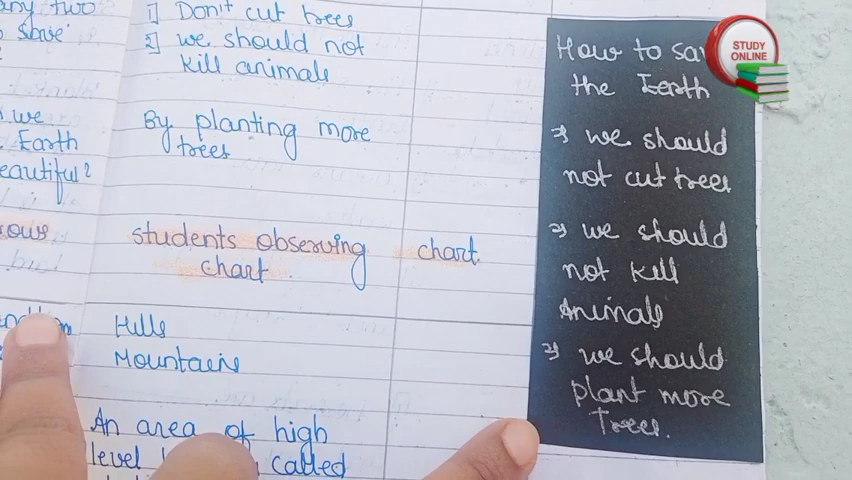 any two
save
we
Earth
beautiful?
1] Don't cut trees
2] we should not
kill animals
By planting more
trees
students observing
chart
chart.
Hills
Mountains
An area of high
level
called
How to sa
the Earth
⇒ we should
not cut trees
⇒ we should
not kill
Animals
⇒ we should
plant more
Trees.
STUDY
ONLINE